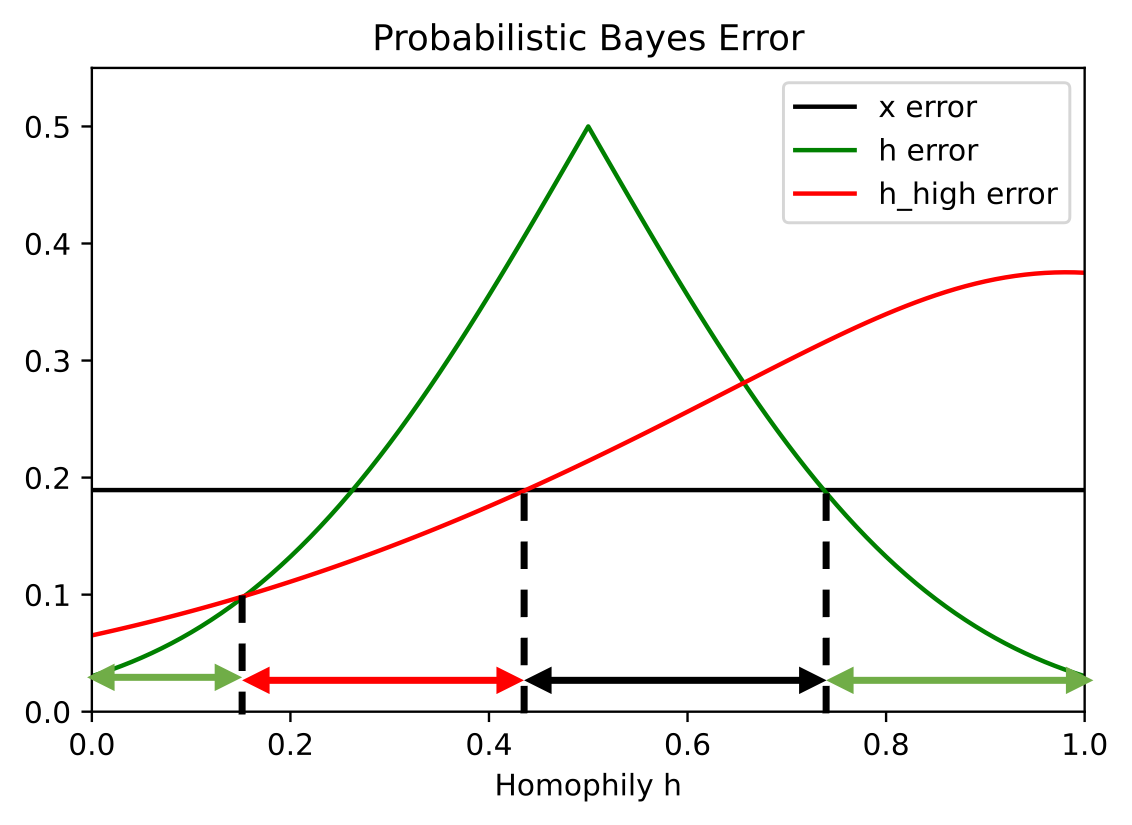 Probabilistic Bayes Error
x error
h error
h_high error
0.5
0.4
0.3
0.2
0.1
0.0
0.0 0.2 0.4 0.6 0.8 1.0
Homophily h